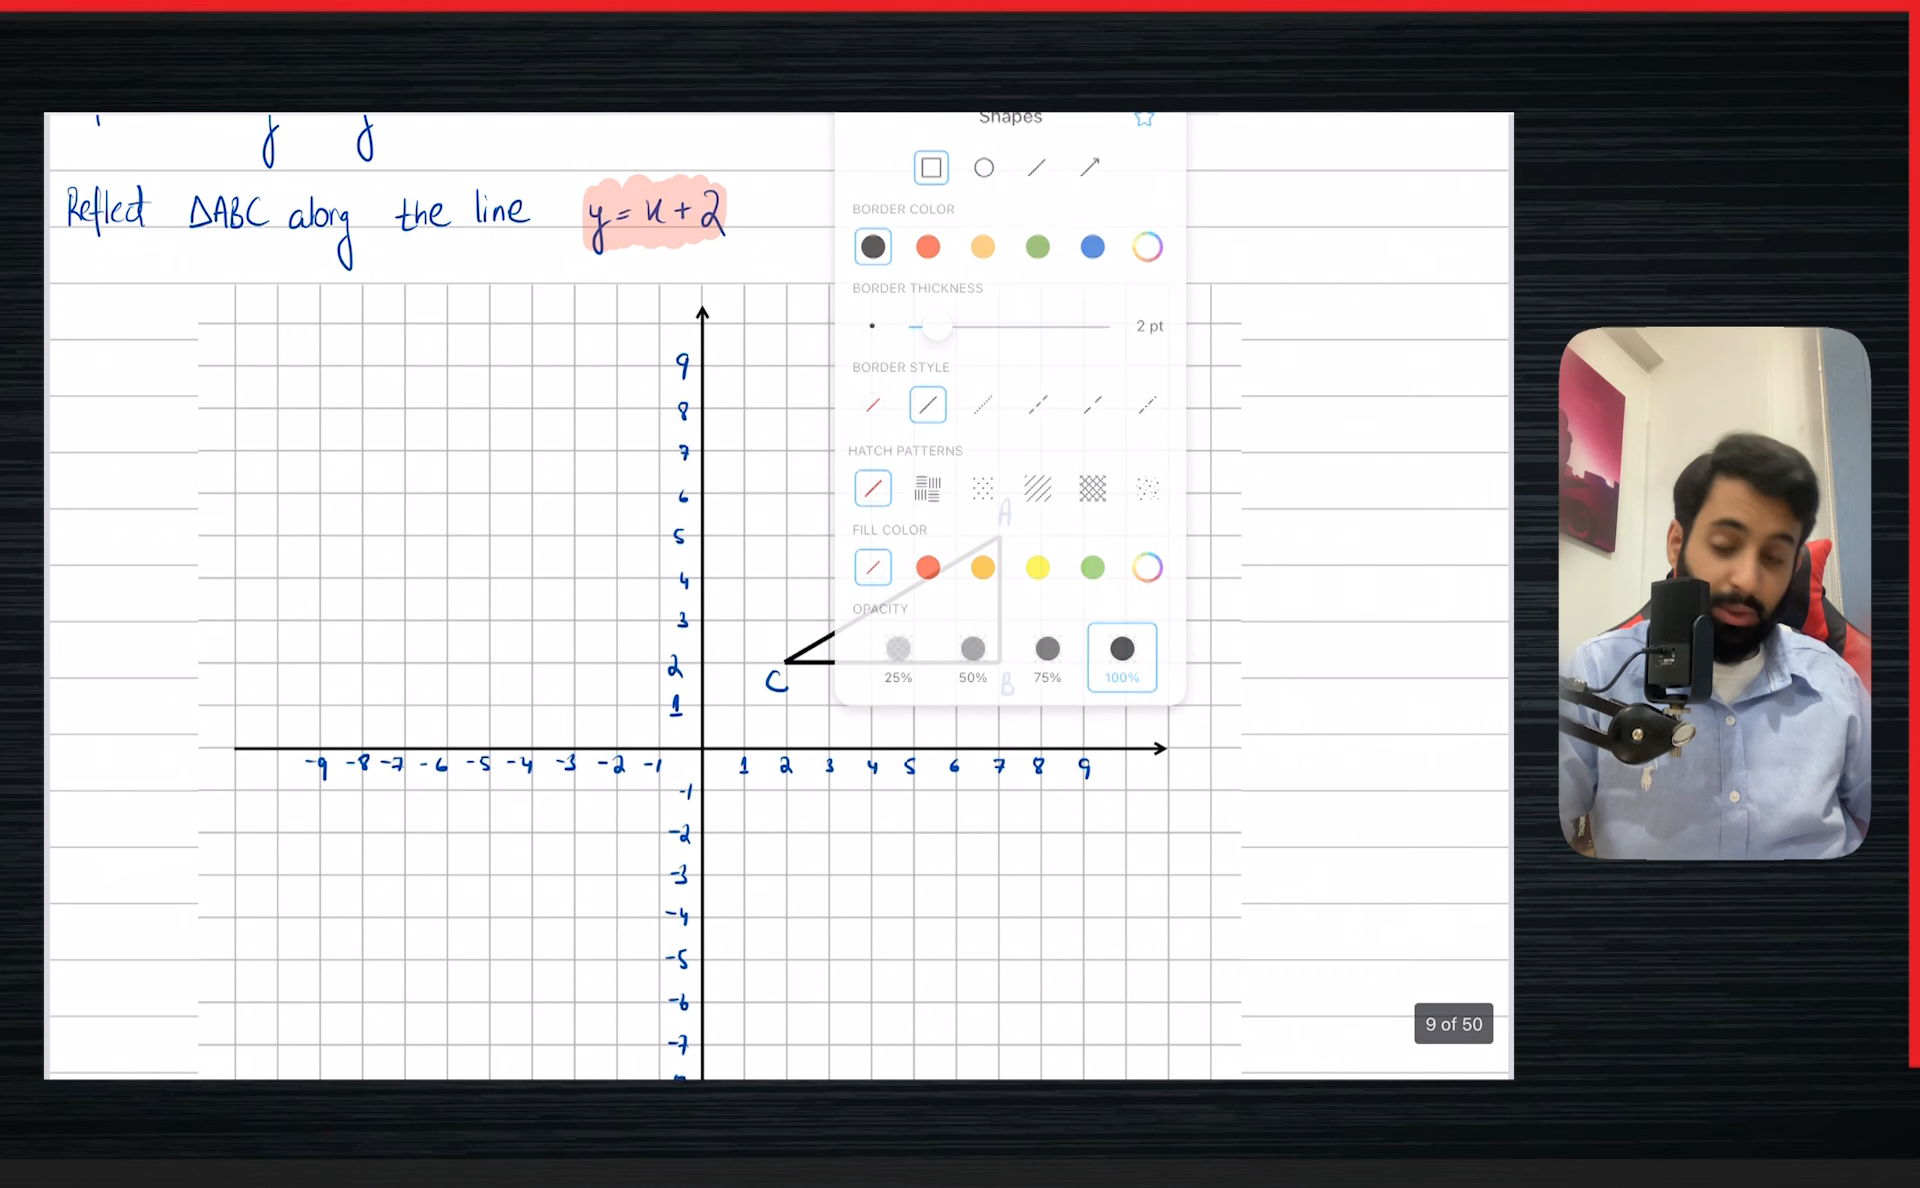 Shapes
Reflect ΔABC along the line y = x + 2
BORDER COLOR
BORDER THICKNESS
2 pt
BORDER STYLE
HATCH PATTERNS
FILL COLOR
OPACITY
25% 50% 75% 100%
A
B
C
9
8
7
6
5
4
3
2
1
-9 -8 -7 -6 -5 -4 -3 -2 -1 1 2 3 4 5 6 7 8 9
-1
-2
-3
-4
-5
-6
-7
9 of 50